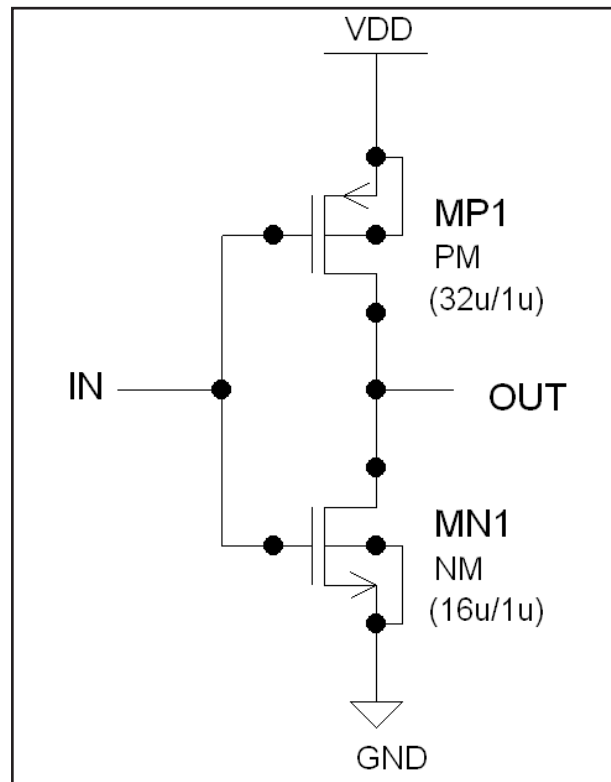 VDD
MP1
PM
(32u/1u)
IN
OUT
MN1
NM
(16u/1u)
GND